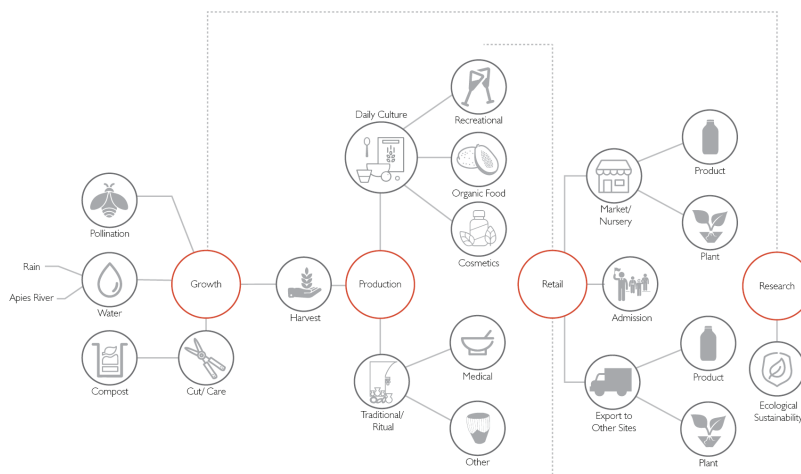 Daily Culture
Recreational
Organic Food
Cosmetics
Pollination
Rain
Apies River
Water
Compost
Cut/ Care
Growth
Harvest
Production
Traditional/
Ritual
Medical
Other
Retail
Market/
Nursery
Product
Plant
Admission
Export to
Other Sites
Product
Plant
Research
Ecological
Sustainability